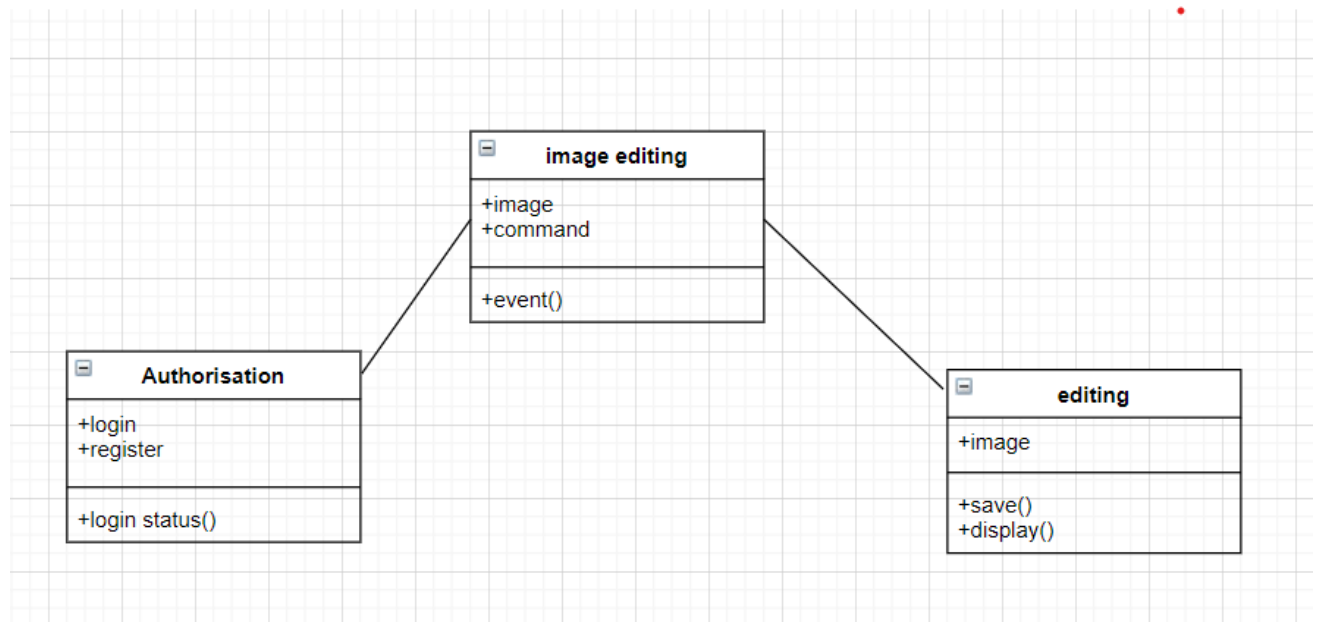 image editing
+image
+command
+event()
Authorisation
+login
+register
+login status()
editing
+image
+save()
+display()